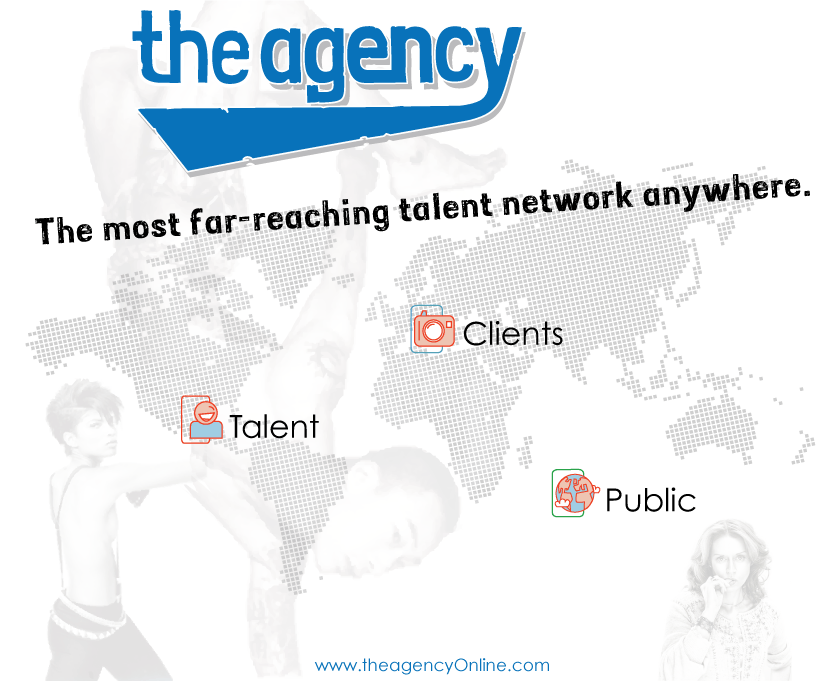 the agency
The most far-reaching talent network anywhere.
Clients
Talent
Public
www.theagencyOnline.com